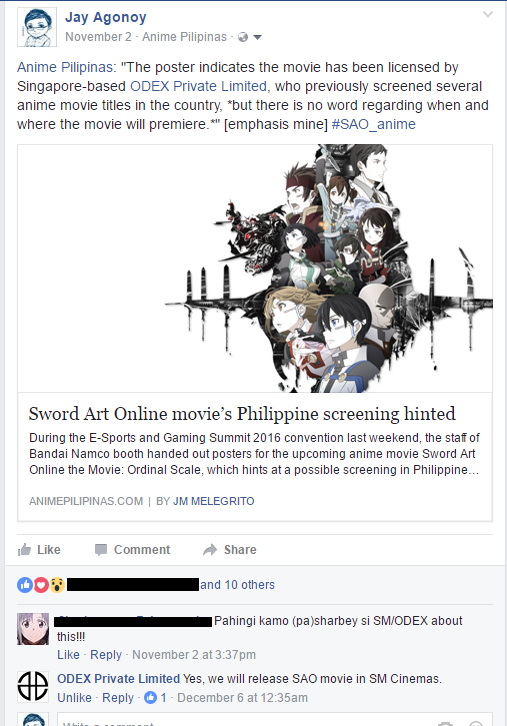 Jay Agonoy
November 2 · Anime Pilipinas ·
Anime Pilipinas: "The poster indicates the movie has been licensed by
Singapore-based ODEX Private Limited, who previously screened several
anime movie titles in the country, *but there is no word regarding when and
where the movie will premiere.*" [emphasis mine] #SAO_anime
Sword Art Online movie's Philippine screening hinted
During the E-Sports and Gaming Summit 2016 convention last weekend, the staff of
Bandai Namco booth handed out posters for the upcoming anime movie Sword Art
Online the Movie: Ordinal Scale, which hints at a possible screening in Philippine...
ANIMEPILIPINAS.COM | BY JM MELEGRITO
Like Comment Share
and 10 others
Pahingi kamo (pa)sharbey si SM/ODEX about
this!!!
Like · Reply · November 2 at 3:37pm
ODEX Private Limited Yes, we will release SAO movie in SM Cinemas.
Unlike · Reply · 1 · December 6 at 12:35am